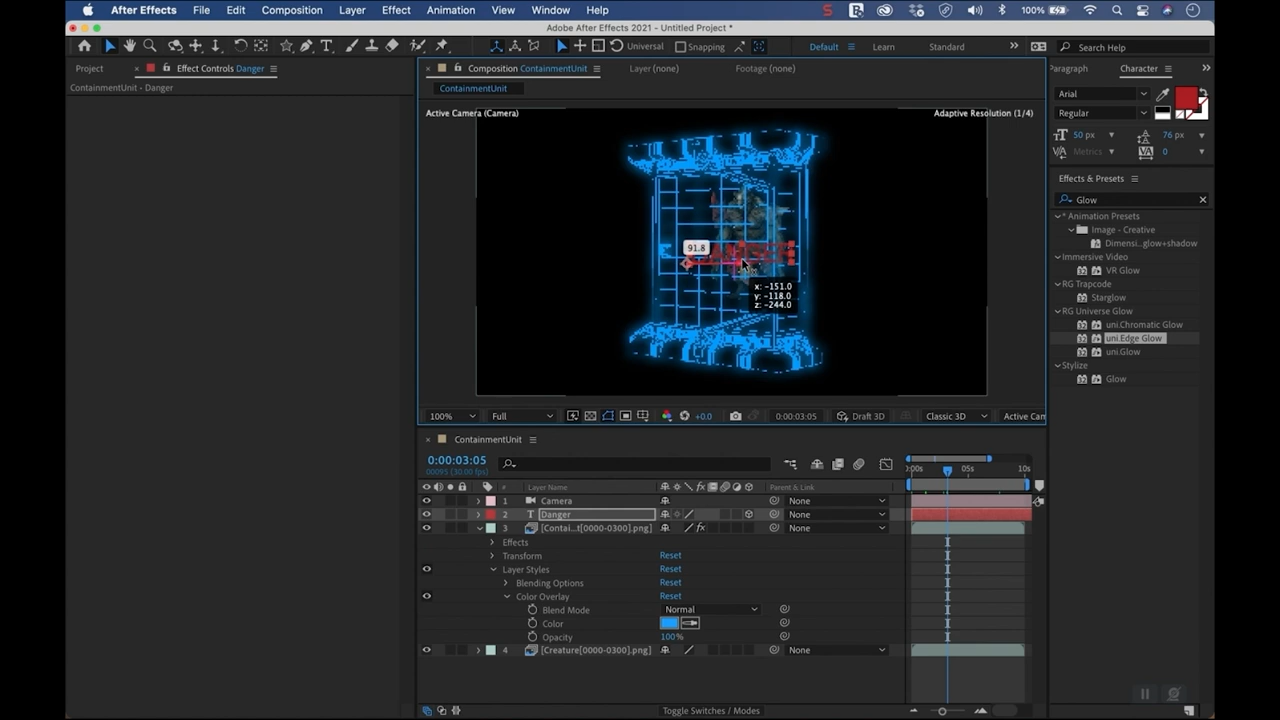 After Effects File Edit Composition Layer Effect Animation View Window Help 100%
Adobe After Effects 2021 - Untitled Project *
Universal Snapping Default Learn Standard Search Help
Project × Effect Controls Danger
ContainmentUnit - Danger
× Composition ContainmentUnit Layer (none) Footage (none)
ContainmentUnit
Active Camera (Camera) Adaptive Resolution (1/4)
91.8
x: -151.0
y: -118.0
z: -244.0
100% Full +0.0 0:00:03:05 Draft 3D Classic 3D Active Cam
Paragraph Character
Arial
Regular
50 px 76 px
Metrics 0
Effects & Presets
Glow
* Animation Presets
Image - Creative
Dimensi...glow+shadow
Immersive Video
VR Glow
RG Trapcode
Starglow
RG Universe Glow
uni.Chromatic Glow
uni.Edge Glow
uni.Glow
Stylize
Glow
× ContainmentUnit
0:00:03:05
00095 (30.00 fps)
0:00s 05s 10s
# Layer Name Parent & Link
1 Camera None
2 T Danger None
3 [Contai...t[0000-0300].png] fx None
Effects
Transform Reset
Layer Styles Reset
Blending Options Reset
Color Overlay Reset
Blend Mode Normal
Color
Opacity 100%
4 [Creature[0000-0300].png] None
Toggle Switches / Modes